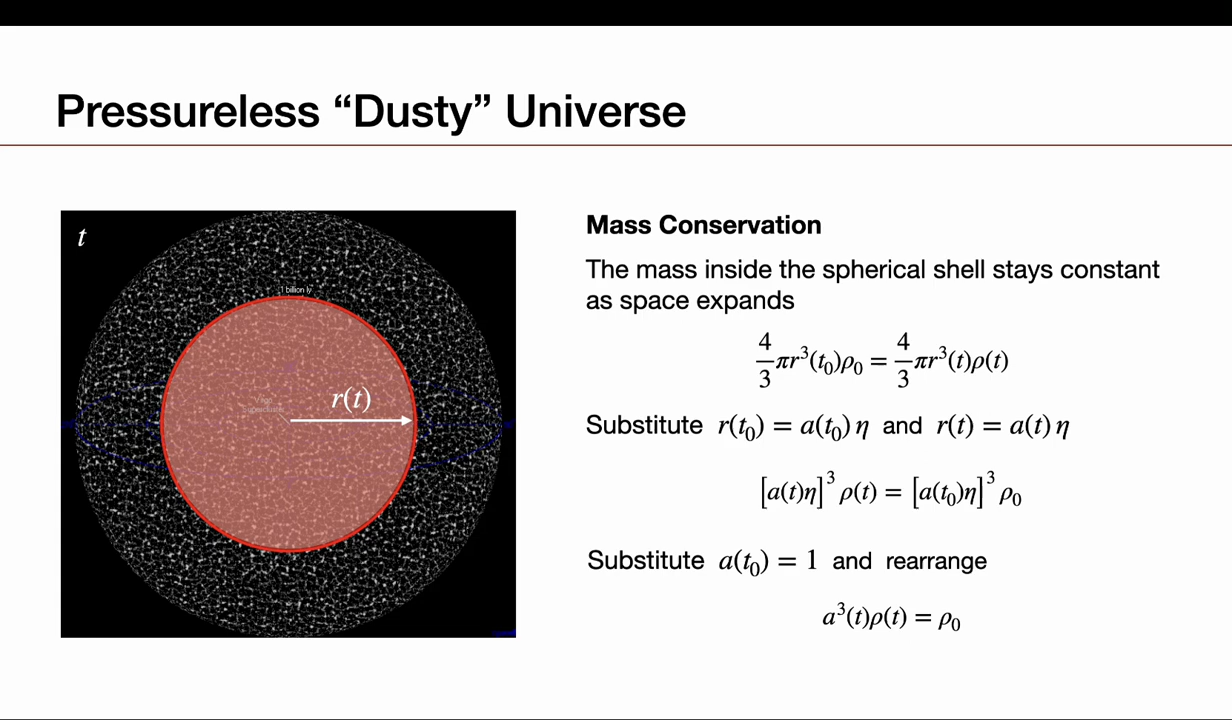 Pressureless “Dusty” Universe
t
1 billion ly
Virgo
supercluster
r(t)
Mass Conservation
The mass inside the spherical shell stays constant
as space expands
4/3 πr³(t₀)ρ₀ = 4/3 πr³(t)ρ(t)
Substitute r(t₀) = a(t₀) η and r(t) = a(t) η
[a(t)η]³ ρ(t) = [a(t₀)η]³ ρ₀
Substitute a(t₀) = 1 and rearrange
a³(t)ρ(t) = ρ₀